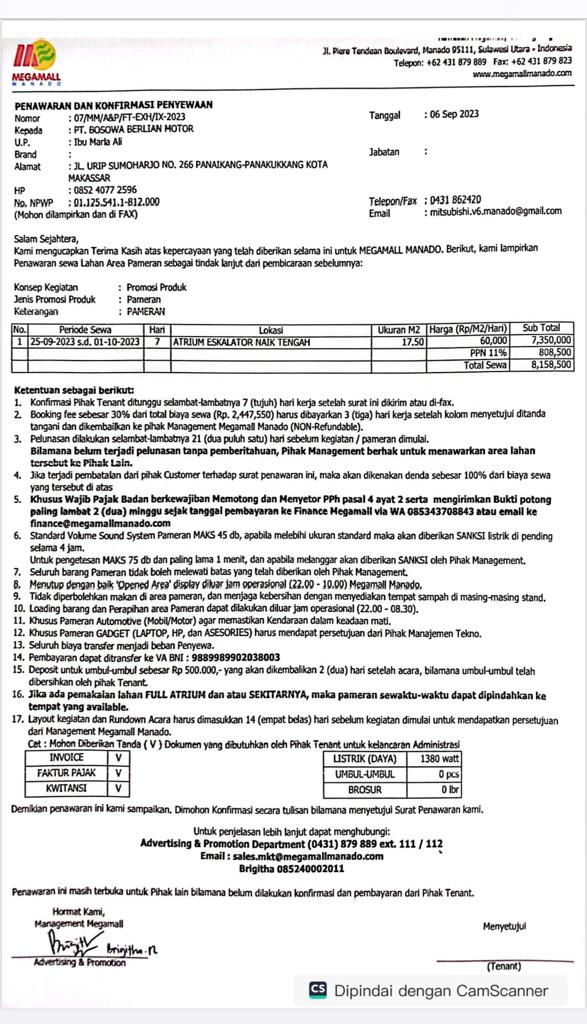 MEGAMALL
MANADO
Jl. Piere Tendean Boulevard, Manado 95111, Sulawesi Utara - Indonesia
Telepon: +62 431 879 889 Fax: +62 431 879 823
www.megamallmanado.com
PENAWARAN DAN KONFIRMASI PENYEWAAN
Nomor : 07/MM/A&P/FT-EXH/IX-2023
Tanggal : 06 Sep 2023
Kepada : PT. BOSOWA BERLIAN MOTOR
U.P. : Ibu Maria Ali
Brand :
Jabatan :
Alamat : JL. URIP SUMOHARJO NO. 266 PANAIKANG-PANAKUKKANG KOTA
MAKASSAR
HP : 0852 4077 2596
No. NPWP : 01.125.541.1-812.000
Telepon/Fax : 0431 862420
(Mohon dilampirkan dan di FAX)
Email : mitsubishi.v6.manado@gmail.com
Salam Sejahtera,
Kami mengucapkan Terima Kasih atas kepercayaan yang telah diberikan selama ini untuk MEGAMALL MANADO. Berikut, kami lampirkan
Penawaran sewa Lahan Area Pameran sebagai tindak lanjut dari pembicaraan sebelumnya:
Konsep Kegiatan : Promosi Produk
Jenis Promosi Produk : Pameran
Keterangan : PAMERAN
No. Periode Sewa Hari Lokasi Ukuran M2 Harga (Rp/M2/Hari) Sub Total
1 25-09-2023 s.d. 01-10-2023 7 ATRIUM ESKALATOR NAIK TENGAH 17.50 60,000 7,350,000
PPN 11% 808,500
Total Sewa 8,158,500
Ketentuan sebagai berikut:
1. Konfirmasi Pihak Tenant ditunggu selambat-lambatnya 7 (tujuh) hari kerja setelah surat ini dikirim atau di-fax.
2. Booking fee sebesar 30% dari total biaya sewa (Rp. 2,447,550) harus dibayarkan 3 (tiga) hari kerja setelah kolom menyetujui ditanda
tangani dan dikembalikan ke pihak Management Megamall Manado (NON-Refundable).
3. Pelunasan dilakukan selambat-lambatnya 21 (dua puluh satu) hari sebelum kegiatan / pameran dimulai.
Bilamana belum terjadi pelunasan tanpa pemberitahuan, Pihak Management berhak untuk menawarkan area lahan
tersebut ke Pihak Lain.
4. Jika terjadi pembatalan dari pihak Customer terhadap surat penawaran ini, maka akan dikenakan denda sebesar 100% dari biaya sewa
yang tersebut di atas
5. Khusus Wajib Pajak Badan berkewajiban Memotong dan Menyetor PPh pasal 4 ayat 2 serta mengirimkan Bukti potong
paling lambat 2 (dua) minggu sejak tanggal pembayaran ke Finance Megamall via WA 085343708843 atau email ke
finance@megamallmanado.com
6. Standard Volume Sound System Pameran MAKS 45 db, apabila melebihi ukuran standard maka akan diberikan SANKSI listrik di pending
selama 4 jam.
Untuk pengetesan MAKS 75 db dan paling lama 1 menit, dan apabila melanggar akan diberikan SANKSI oleh Pihak Management.
7. Seluruh barang Pameran tidak boleh melewati batas yang telah diberikan oleh Pihak Management.
8. Menutup dengan baik 'Opened Area' display diluar jam operasional (22.00 - 10.00) Megamall Manado.
9. Tidak diperbolehkan makan di area pameran, dan menjaga kebersihan dengan menyediakan tempat sampah di masing-masing stand.
10. Loading barang dan Perapihan area Pameran dapat dilakukan diluar jam operasional (22.00 - 08.30).
11. Khusus Pameran Automotive (Mobil/Motor) agar memastikan Kendaraan dalam keadaan mati.
12. Khusus Pameran GADGET (LAPTOP, HP, dan ASESORIES) harus mendapat persetujuan dari Pihak Manajemen Tekno.
13. Seluruh biaya transfer menjadi beban Penyewa.
14. Pembayaran dapat ditransfer ke VA BNI : 9889989902038003
15. Deposit untuk umbul-umbul sebesar Rp 500.000,- yang akan dikembalikan 2 (dua) hari setelah acara, bilamana umbul-umbul telah
dibersihkan oleh pihak Tenant.
16. Jika ada pemakaian lahan FULL ATRIUM dan atau SEKITARNYA, maka pameran sewaktu-waktu dapat dipindahkan ke
tempat yang available.
17. Layout kegiatan dan Rundown Acara harus dimasukkan 14 (empat belas) hari sebelum kegiatan dimulai untuk mendapatkan persetujuan
dari Management Megamall Manado.
Cat : Mohon Diberikan Tanda ( V ) Dokumen yang dibutuhkan oleh Pihak Tenant untuk kelancaran Administrasi
INVOICE V LISTRIK (DAYA) 1380 watt
FAKTUR PAJAK V UMBUL-UMBUL 0 pcs
KWITANSI V BROSUR 0 lbr
Demikian penawaran ini kami sampaikan. Dimohon Konfirmasi secara tulisan bilamana menyetujui Surat Penawaran kami.
Untuk penjelasan lebih lanjut dapat menghubungi:
Advertising & Promotion Department (0431) 879 889 ext. 111 / 112
Email : sales.mkt@megamallmanado.com
Brigitha 085240002011
Penawaran ini masih terbuka untuk Pihak lain bilamana belum dilakukan konfirmasi dan pembayaran dari Pihak Tenant.
Hormat Kami,
Management Megamall
Menyetujui
Brigitha.R
Advertising & Promotion
(Tenant)
CS Dipindai dengan CamScanner